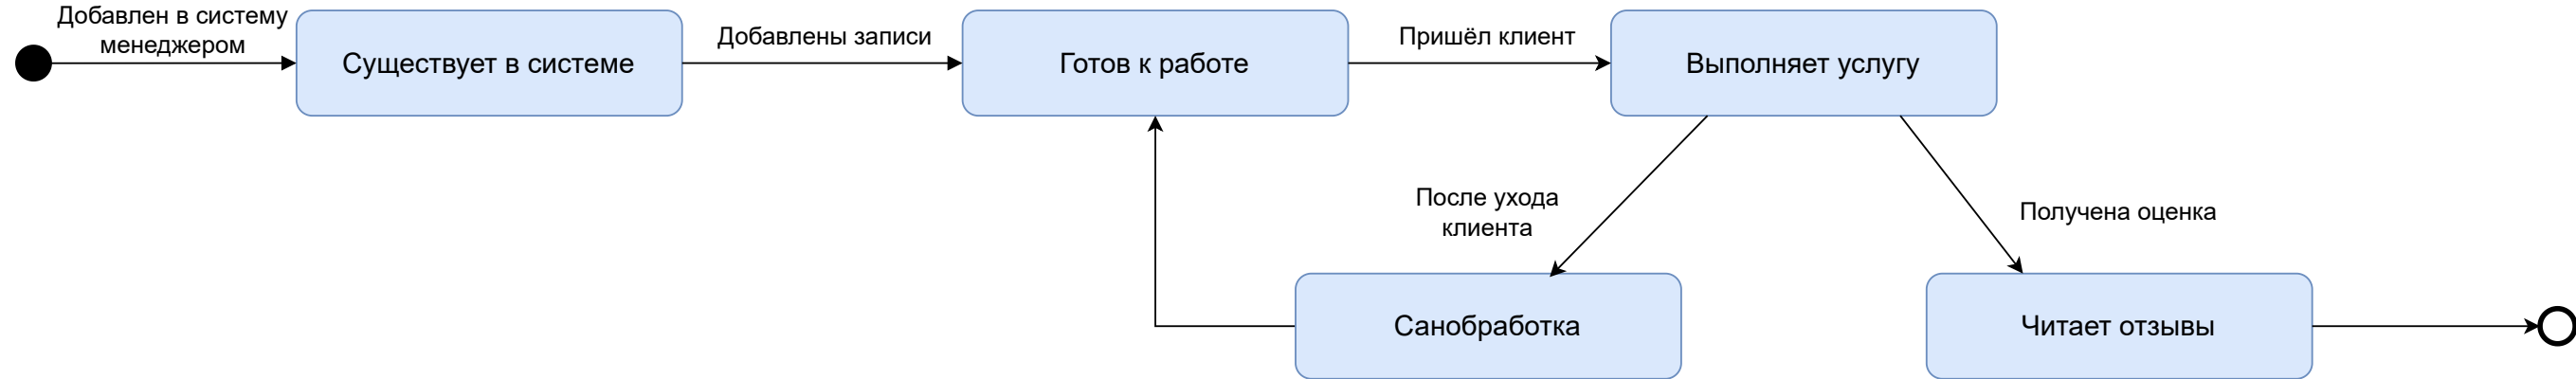 Добавлен в систему
менеджером
Существует в системе
Добавлены записи
Готов к работе
Пришёл клиент
Выполняет услугу
После ухода
клиента
Получена оценка
Санобработка
Читает отзывы